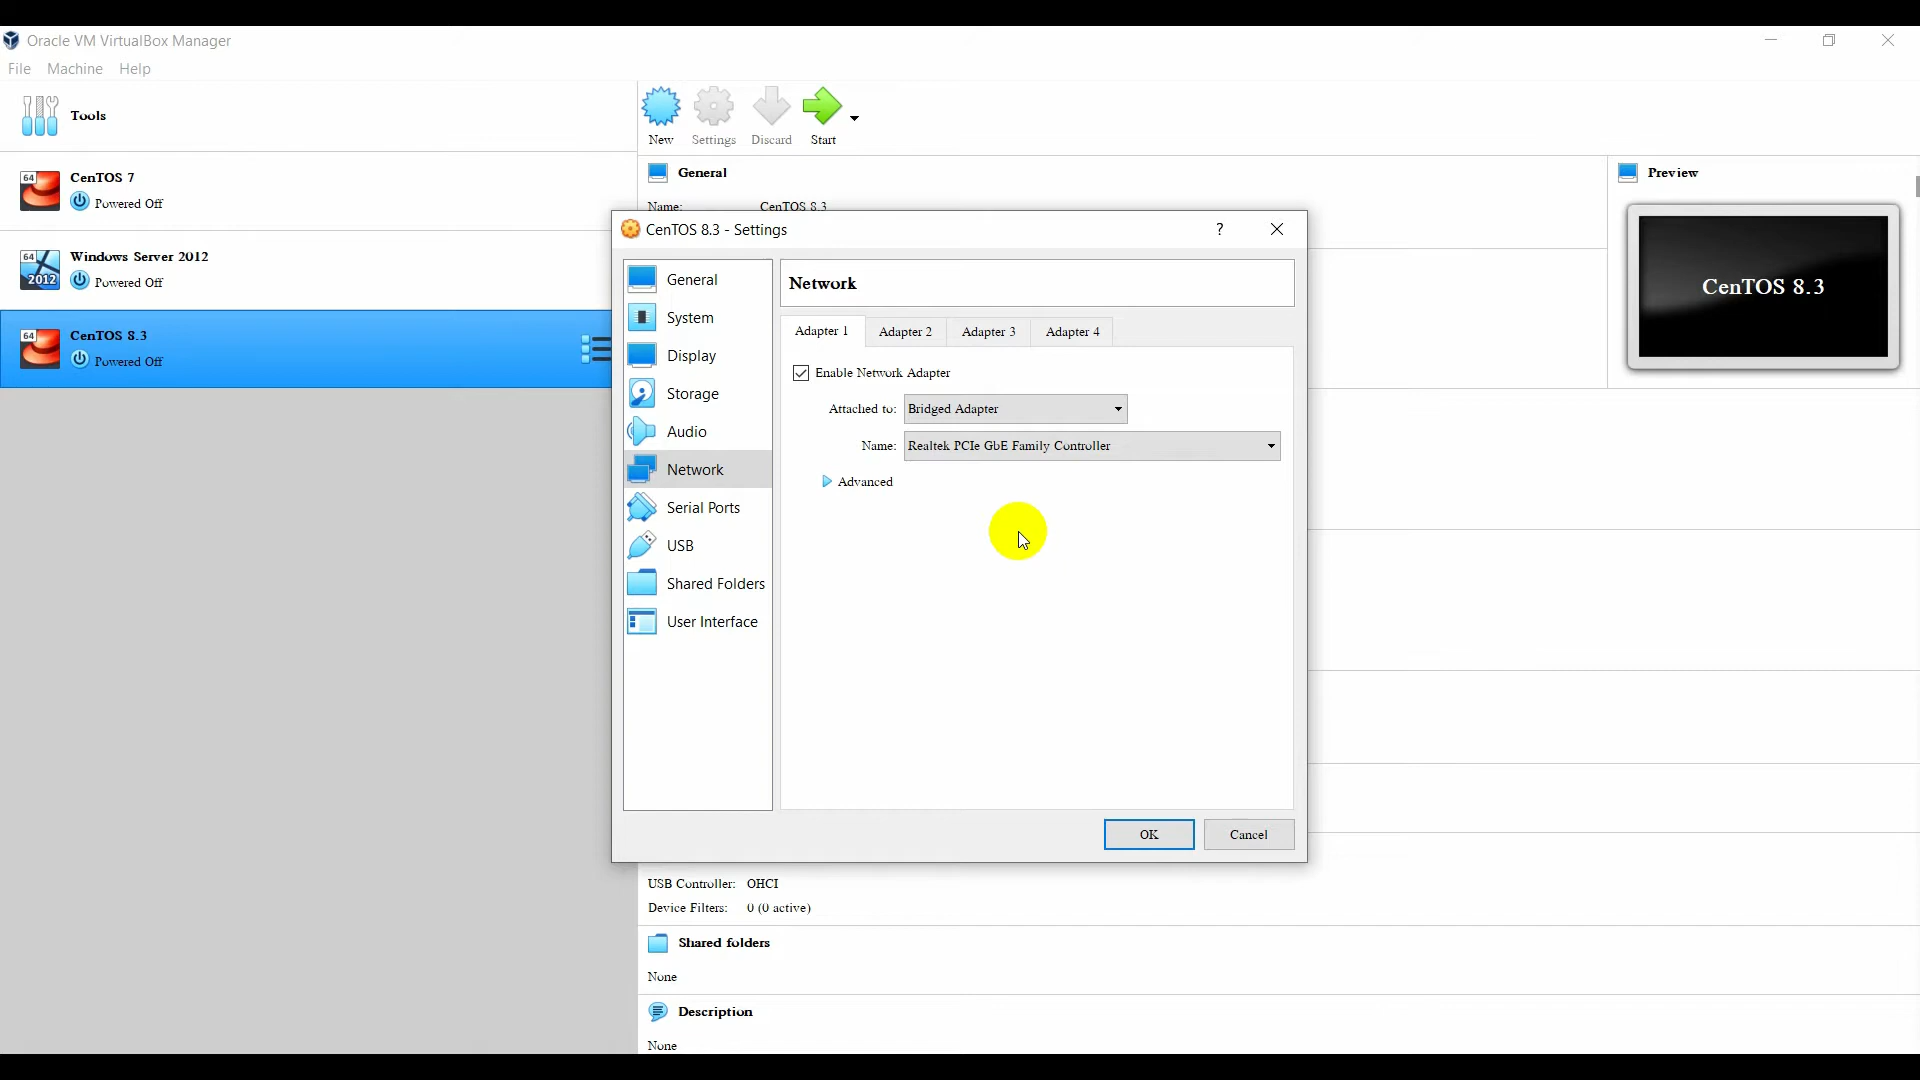 Oracle VM VirtualBox Manager
File Machine Help
Tools
New Settings Discard Start
64
CenTOS 7
Powered Off
64
2012
Windows Server 2012
Powered Off
64
CenTOS 8.3
Powered Off
General
Name: CenTOS 8.3
Preview
CenTOS 8.3
CenTOS 8.3 - Settings
?
General
System
Display
Storage
Audio
Network
Serial Ports
USB
Shared Folders
User Interface
Network
Adapter 1 Adapter 2 Adapter 3 Adapter 4
Enable Network Adapter
Attached to: Bridged Adapter
Name: Realtek PCIe GbE Family Controller
Advanced
OK Cancel
USB Controller: OHCI
Device Filters: 0 (0 active)
Shared folders
None
Description
None